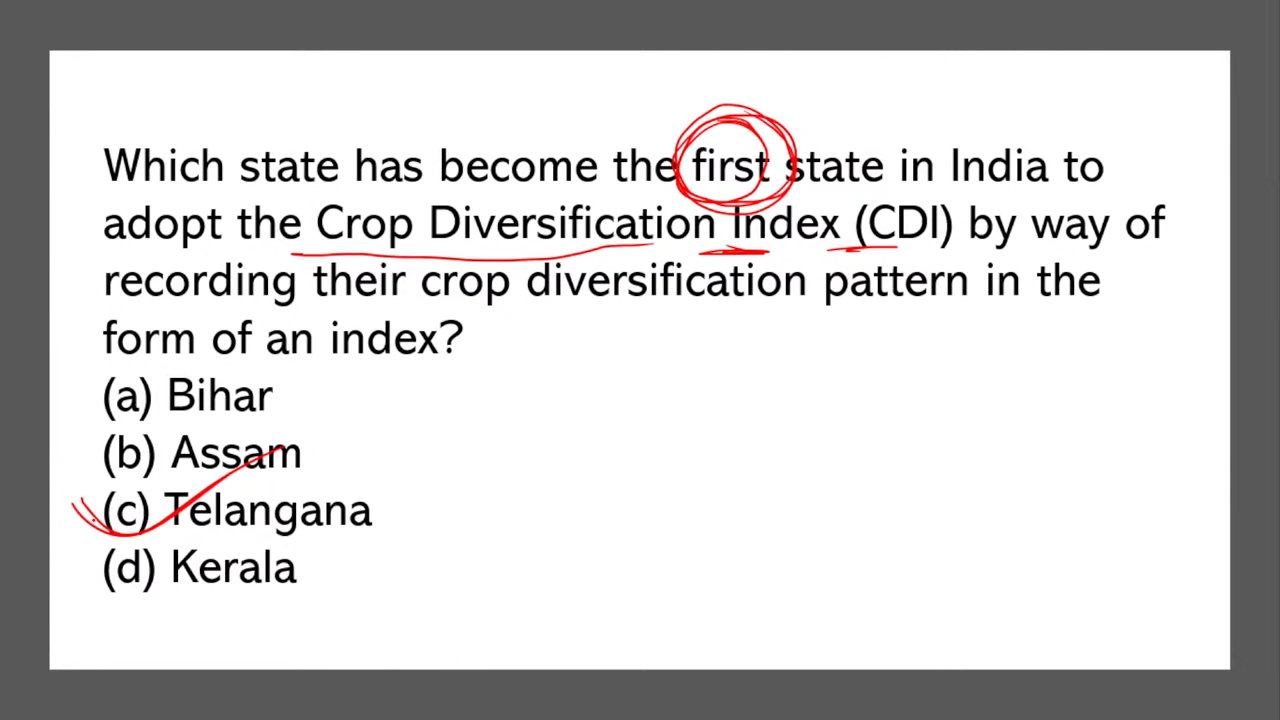 Which state has become the first state in India to
adopt the Crop Diversification Index (CDI) by way of
recording their crop diversification pattern in the
form of an index?
(a) Bihar
(b) Assam
(c) Telangana
(d) Kerala